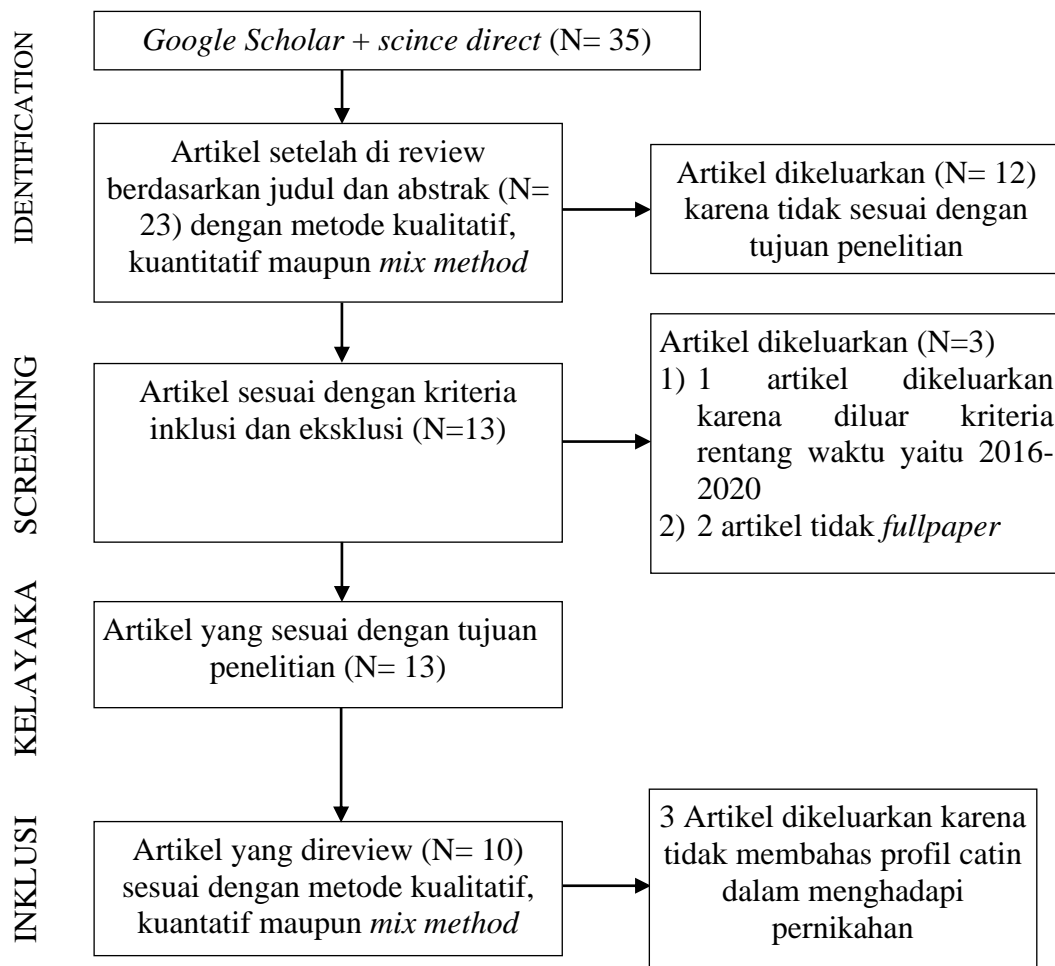 IDENTIFICATION
Google Scholar + scince direct (N= 35)
Artikel setelah di review
berdasarkan judul dan abstrak (N=
23) dengan metode kualitatif,
kuantitatif maupun mix method
Artikel dikeluarkan (N= 12)
karena tidak sesuai dengan
tujuan penelitian
SCREENING
Artikel sesuai dengan kriteria
inklusi dan eksklusi (N=13)
Artikel dikeluarkan (N=3)
1) 1 artikel dikeluarkan
karena diluar kriteria
rentang waktu yaitu 2016-
2020
2) 2 artikel tidak fullpaper
KELAYAKA
Artikel yang sesuai dengan tujuan
penelitian (N= 13)
INKLUSI
Artikel yang direview (N= 10)
sesuai dengan metode kualitatif,
kuantatif maupun mix method
3 Artikel dikeluarkan karena
tidak membahas profil catin
dalam menghadapi
pernikahan